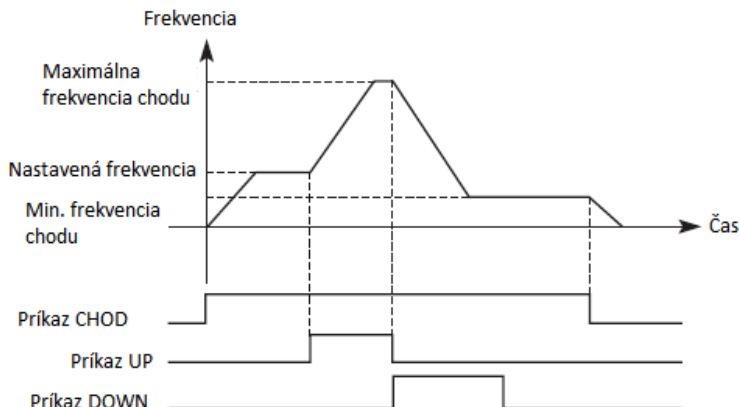 Frekvencia
Maximálna
frekvencia chodu
Nastavená frekvencia
Min. frekvencia
chodu
Čas
Príkaz CHOD
Príkaz UP
Príkaz DOWN